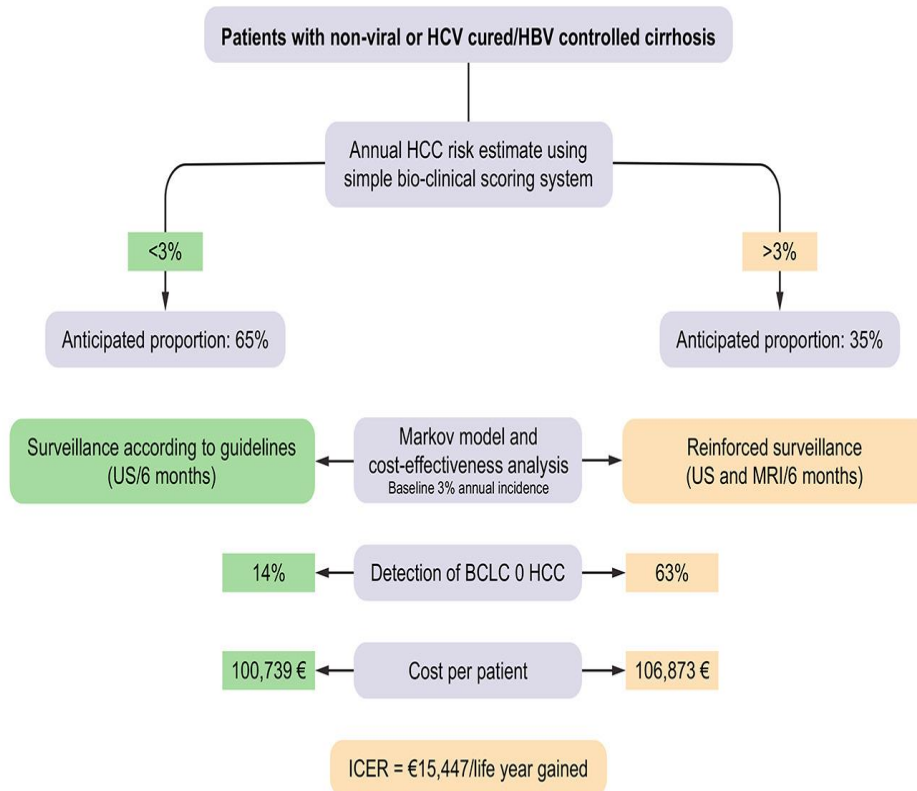 Patients with non-viral or HCV cured/HBV controlled cirrhosis
Annual HCC risk estimate using
simple bio-clinical scoring system
<3%
>3%
Anticipated proportion: 65%
Anticipated proportion: 35%
Surveillance according to guidelines
(US/6 months)
Markov model and
cost-effectiveness analysis
Baseline 3% annual incidence
Reinforced surveillance
(US and MRI/6 months)
14%
Detection of BCLC 0 HCC
63%
100,739 €
Cost per patient
106,873 €
ICER = €15,447/life year gained